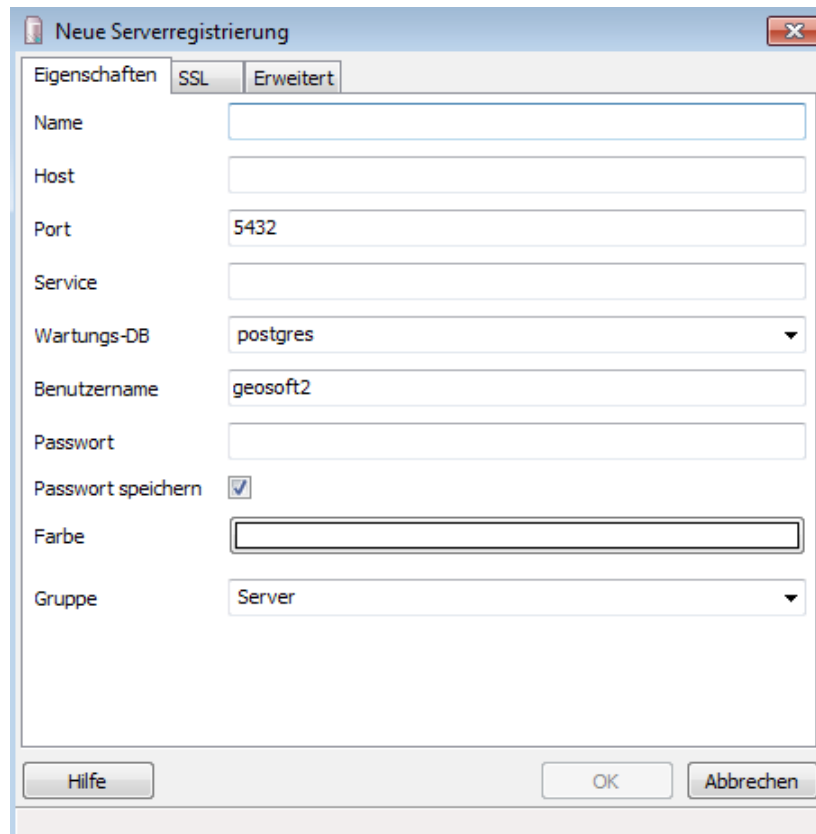 Neue Serverregistrierung
Eigenschaften SSL Erweitert
Name
Host
Port 5432
Service
Wartungs-DB postgres
Benutzername geosoft2
Passwort
Passwort speichern
Farbe
Gruppe Server
Hilfe OK Abbrechen